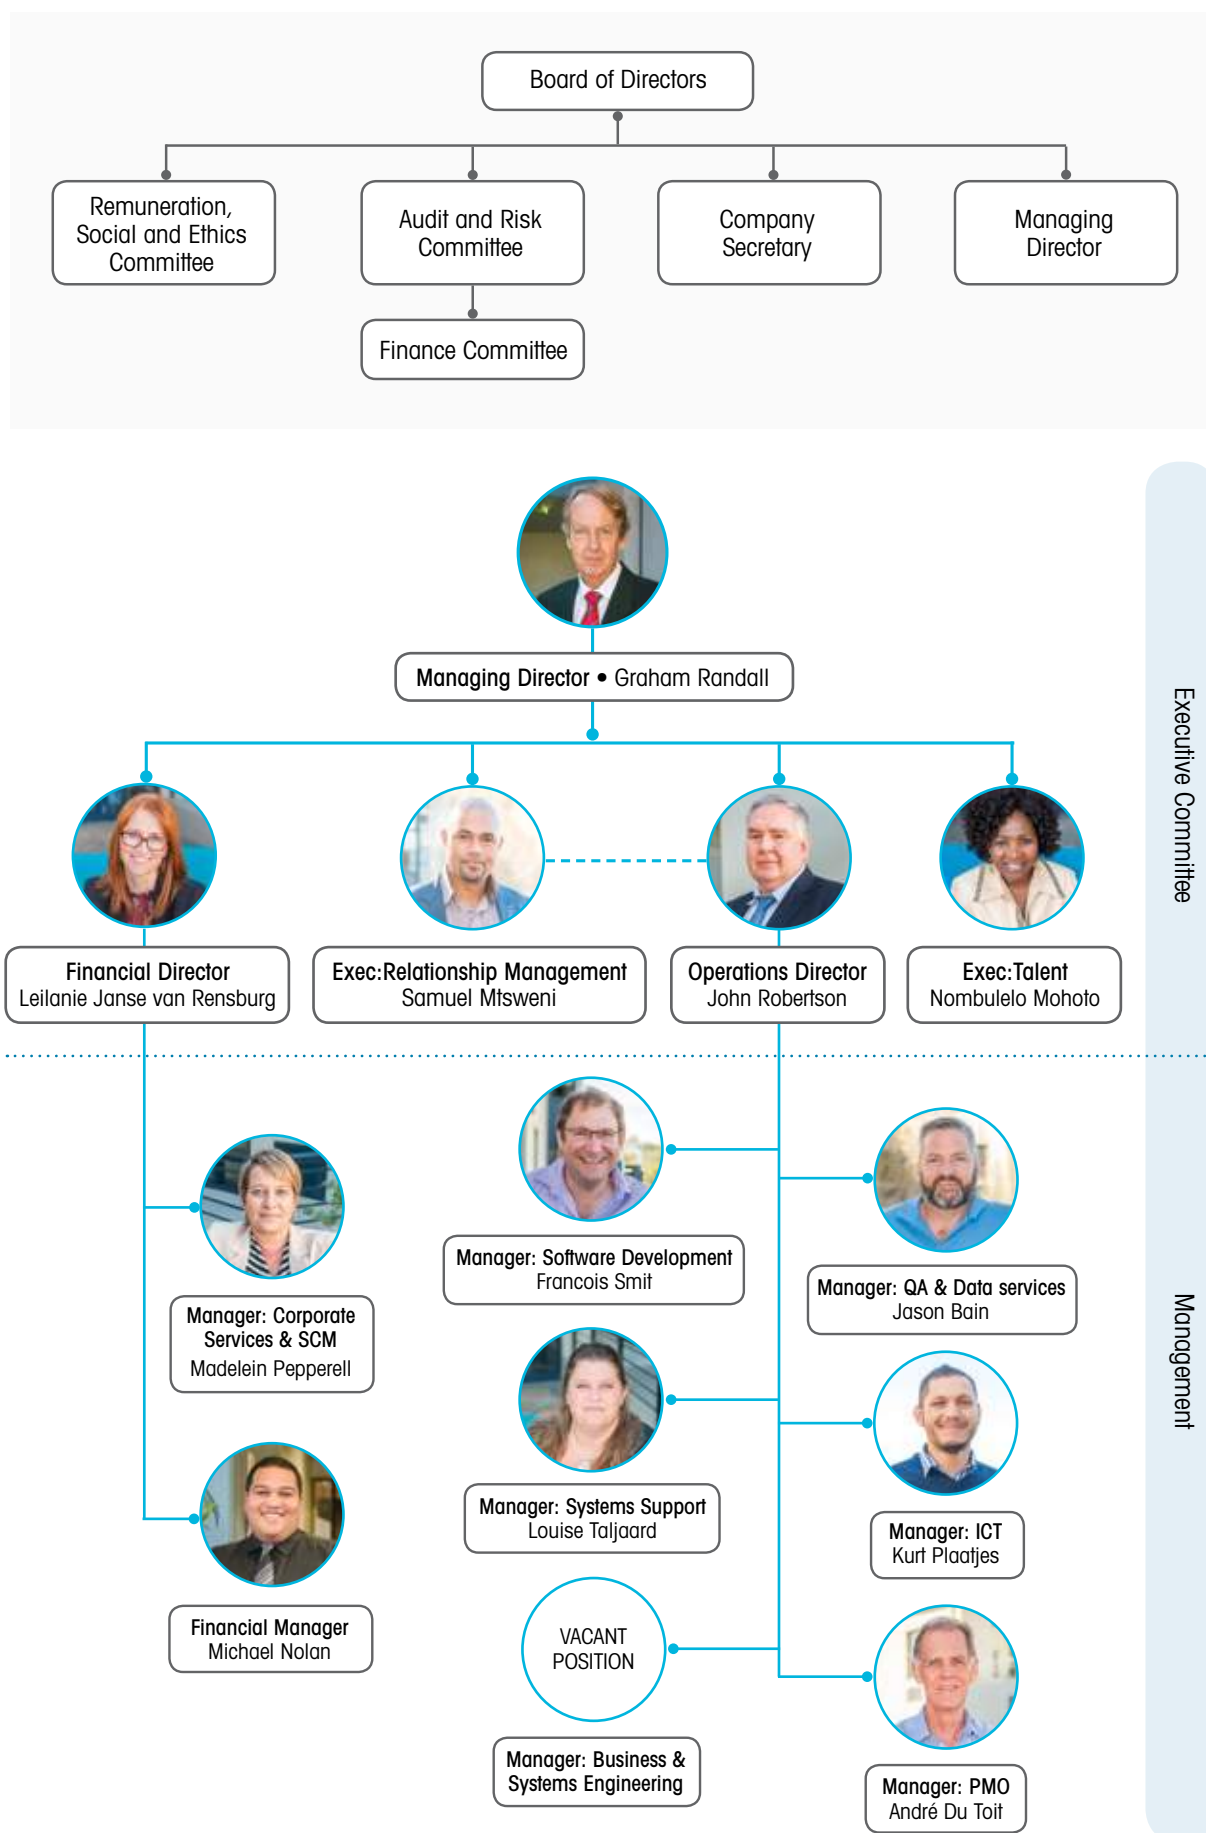 Board of Directors
Remuneration,
Social and Ethics
Committee
Audit and Risk
Committee
Company
Secretary
Managing
Director
Finance Committee
Managing Director • Graham Randall
Executive Committee
Financial Director
Leilanie Janse van Rensburg
Exec:Relationship Management
Samuel Mtsweni
Operations Director
John Robertson
Exec:Talent
Nombulelo Mohoto
Management
Manager: Corporate
Services & SCM
Madelein Pepperell
Financial Manager
Michael Nolan
Manager: Software Development
Francois Smit
Manager: QA & Data services
Jason Bain
Manager: Systems Support
Louise Taljaard
Manager: ICT
Kurt Plaatjes
VACANT
POSITION
Manager: Business &
Systems Engineering
Manager: PMO
André Du Toit